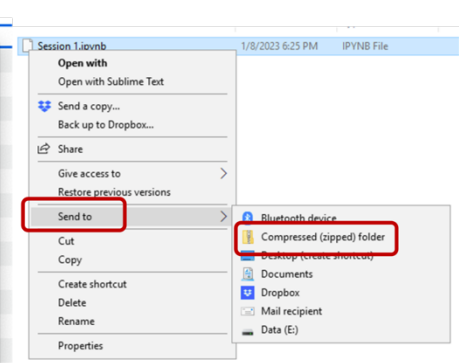 Session 1.ipynb 1/8/2023 6:25 PM IPYNB File
Open with
Open with Sublime Text
Send a copy...
Back up to Dropbox...
Share
Give access to
Restore previous versions
Send to
Cut
Copy
Create shortcut
Delete
Rename
Properties
Bluetooth device
Compressed (zipped) folder
Desktop (create shortcut)
Documents
Dropbox
Mail recipient
Data (E:)